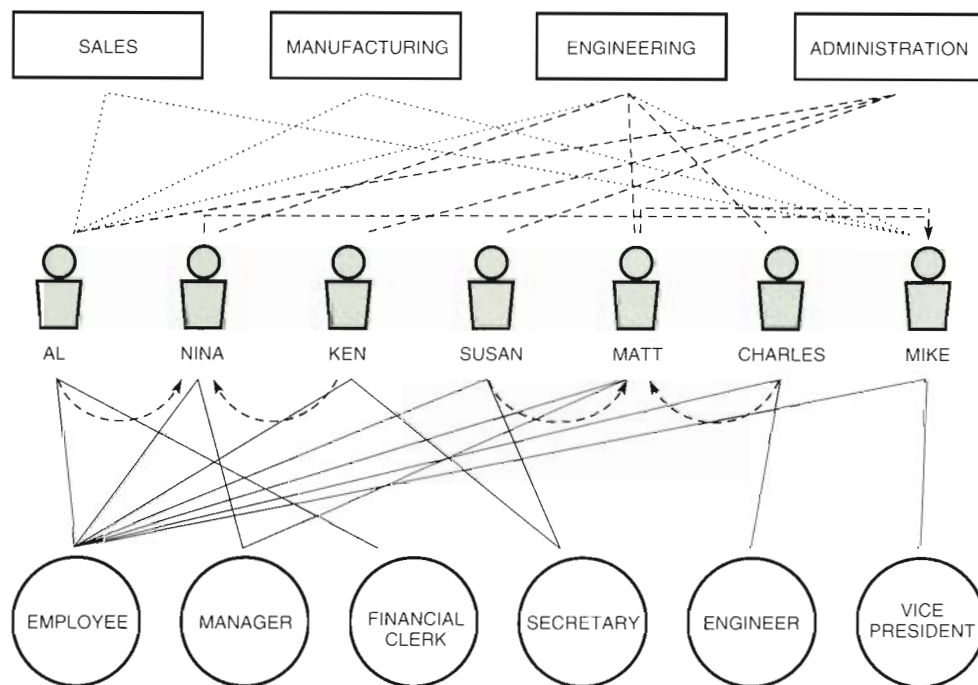 SALES
MANUFACTURING
ENGINEERING
ADMINISTRATION
AL
NINA
KEN
SUSAN
MATT
CHARLES
MIKE
EMPLOYEE
MANAGER
FINANCIAL
CLERK
SECRETARY
ENGINEER
VICE
PRESIDENT